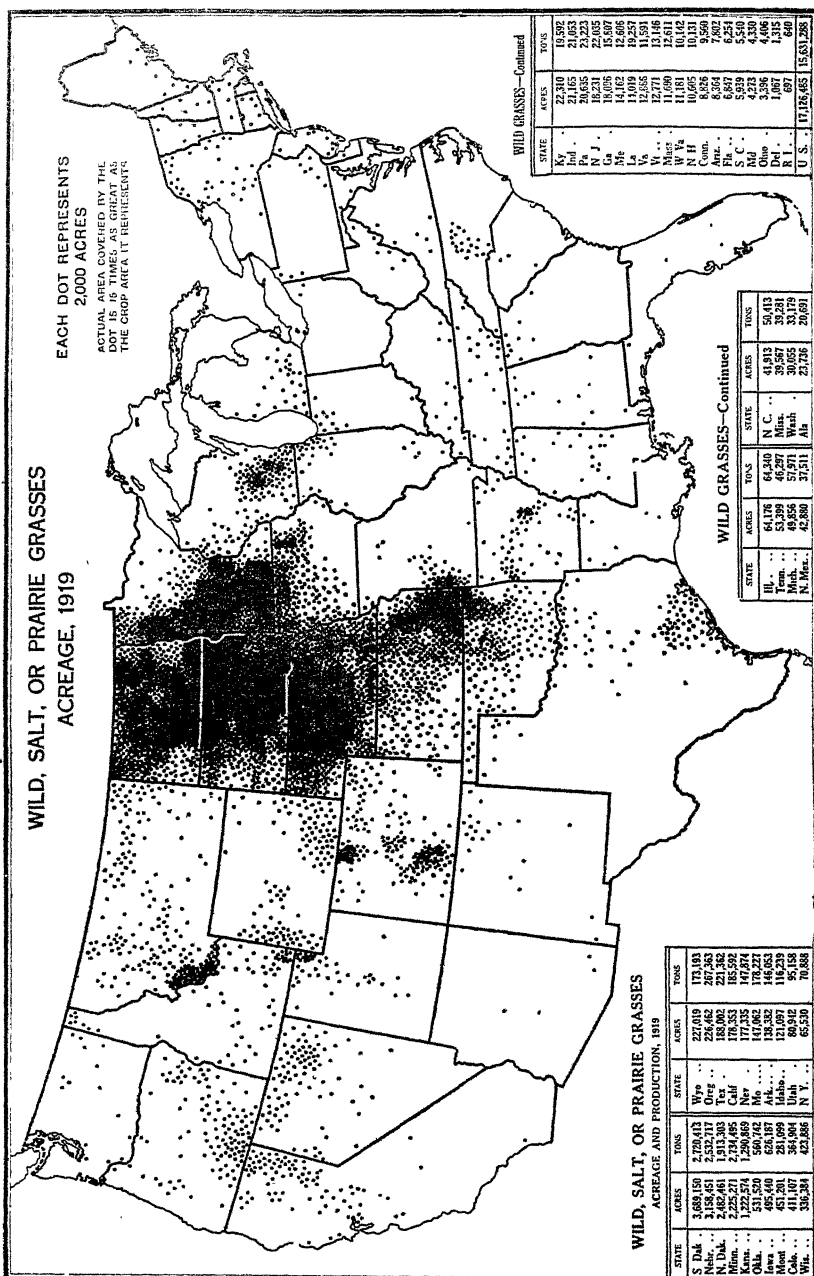 WILD, SALT, OR PRAIRIE GRASSES
ACREAGE, 1919
EACH DOT REPRESENTS
2,000 ACRES
ACTUAL AREA COVERED BY THE
DOT IS 15 TIMES AS GREAT AS
THE CROP AREA IT REPRESENTS
WILD, SALT, OR PRAIRIE GRASSES
ACREAGE AND PRODUCTION, 1919
STATE ACRES TONS STATE ACRES TONS
S Dak 3,689,150 2,720,413 Wyo 227,019 173,193
Nebr. 3,158,451 2,532,717 Oreg 226,462 267,363
N. Dak. 2,482,461 1,913,303 Tex 188,002 221,362
Minn. 2,225,271 2,734,495 Calif 178,353 185,592
Kans. 1,222,574 1,290,869 Nev 177,335 147,874
Okla. 531,520 560,742 Mo 147,062 178,227
Iowa 495,440 626,187 Ark. 138,382 146,053
Mont 451,201 281,099 Idaho 121,097 116,239
Colo. 411,107 364,904 Utah 80,942 95,158
Wis. 336,384 423,886 N Y. 65,530 70,888
WILD GRASSES—Continued
STATE ACRES TONS STATE ACRES TONS
Ill. 64,176 64,340 N C. 41,913 50,413
Tenn. 53,399 46,297 Miss. 39,567 39,281
Mich. 49,856 57,971 Wash 30,055 33,179
N. Mex. 42,880 37,511 Ala 23,736 20,691
WILD GRASSES—Continued
STATE ACRES TONS
Ky 22,310 19,592
Ind. 21,165 21,053
Pa 20,635 23,223
N J. 18,231 22,035
Ga 18,096 15,807
Me 14,162 12,606
La 14,019 19,257
Va 12,865 11,591
Vt 12,771 13,146
Mass 11,690 12,611
W Va 11,181 10,142
N H 10,605 10,131
Conn. 8,826 9,560
Ariz. 8,364 7,802
Fla 6,847 6,254
S C. 5,939 5,540
Md 4,273 4,330
Ohio 3,396 4,406
Del 1,067 1,315
R I. 697 640
U S. 17,126,485 15,631,288